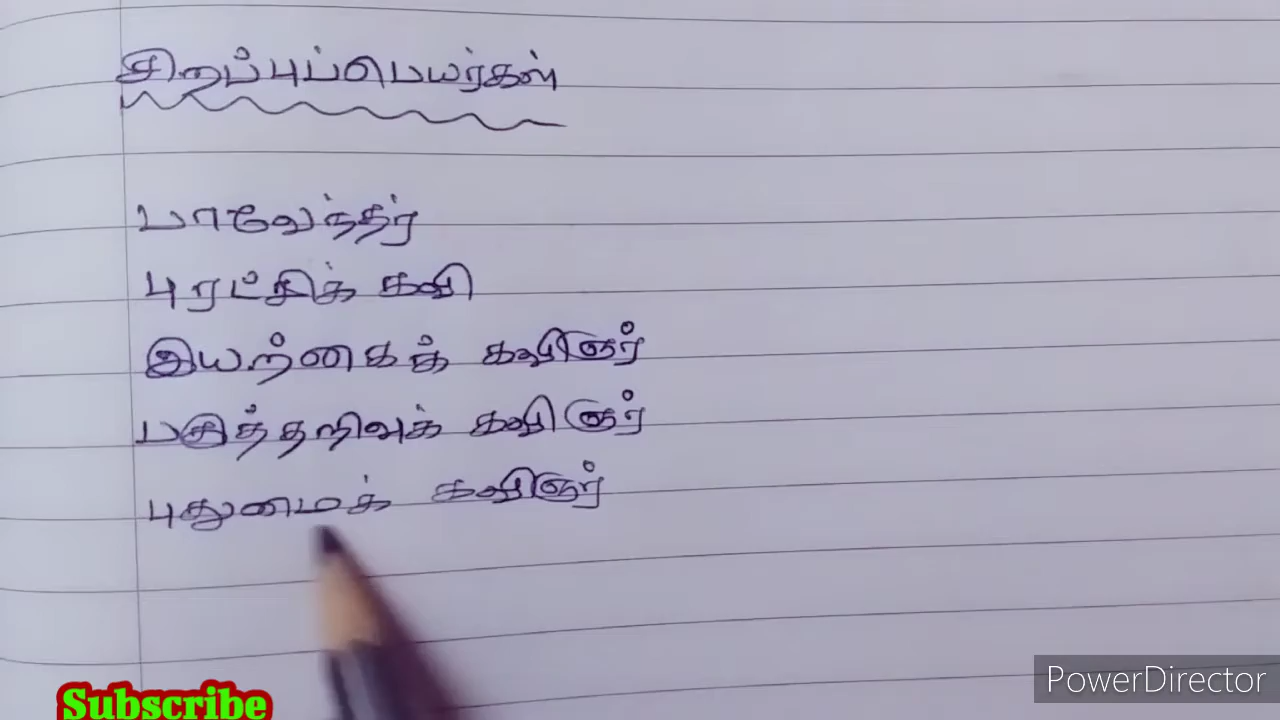 சிறப்புப்பெயர்கள்
பாவேந்தர்
புரட்சிக் கவி
இயற்கைக் கவிஞர்
பகுத்தறிவுக் கவிஞர்
புதுமைக் கவிஞர்
Subscribe
PowerDirector